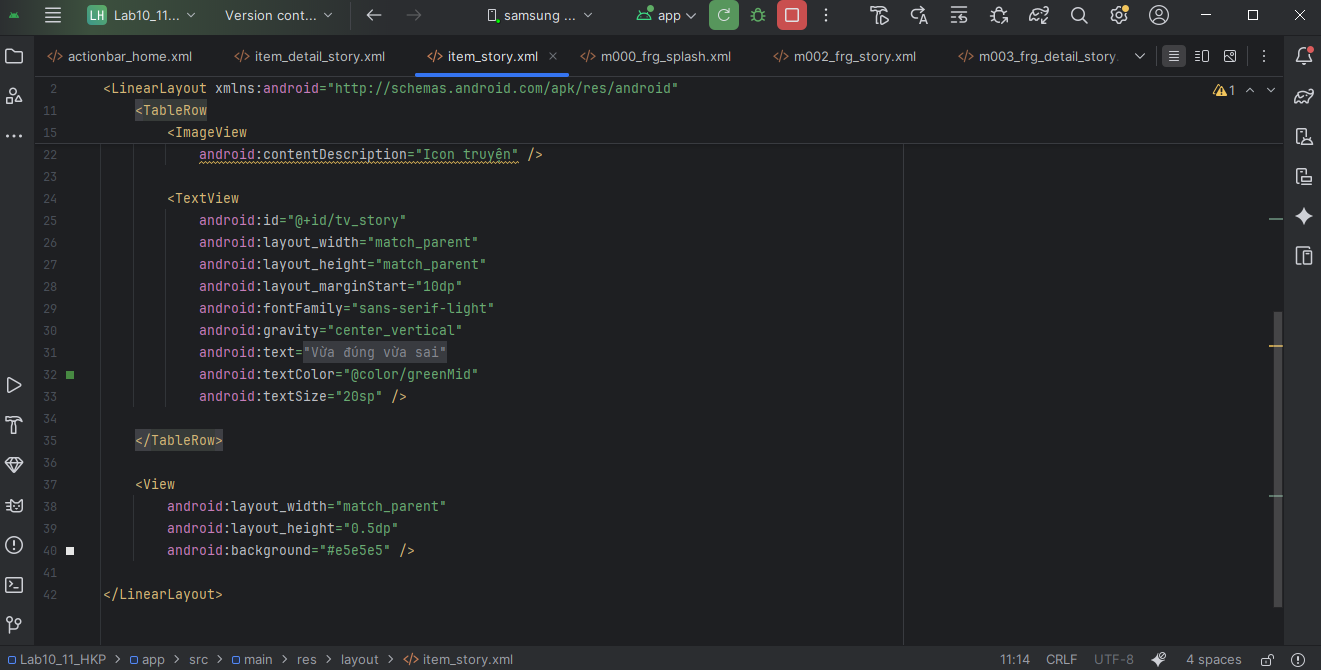 LH Lab10_11... Version cont... samsung ... app
actionbar_home.xml item_detail_story.xml item_story.xml m000_frg_splash.xml m002_frg_story.xml m003_frg_detail_story
2 <LinearLayout xmlns:android="http://schemas.android.com/apk/res/android" 1
11 <TableRow
15 <ImageView
22 android:contentDescription="Icon truyện" />
23
24 <TextView
25 android:id="@+id/tv_story"
26 android:layout_width="match_parent"
27 android:layout_height="match_parent"
28 android:layout_marginStart="10dp"
29 android:fontFamily="sans-serif-light"
30 android:gravity="center_vertical"
31 android:text="Vừa đúng vừa sai"
32 android:textColor="@color/greenMid"
33 android:textSize="20sp" />
34
35 </TableRow>
36
37 <View
38 android:layout_width="match_parent"
39 android:layout_height="0.5dp"
40 android:background="#e5e5e5" />
41
42 </LinearLayout>
Lab10_11_HKP > app > src > main > res > layout > item_story.xml 11:14 CRLF UTF-8 4 spaces